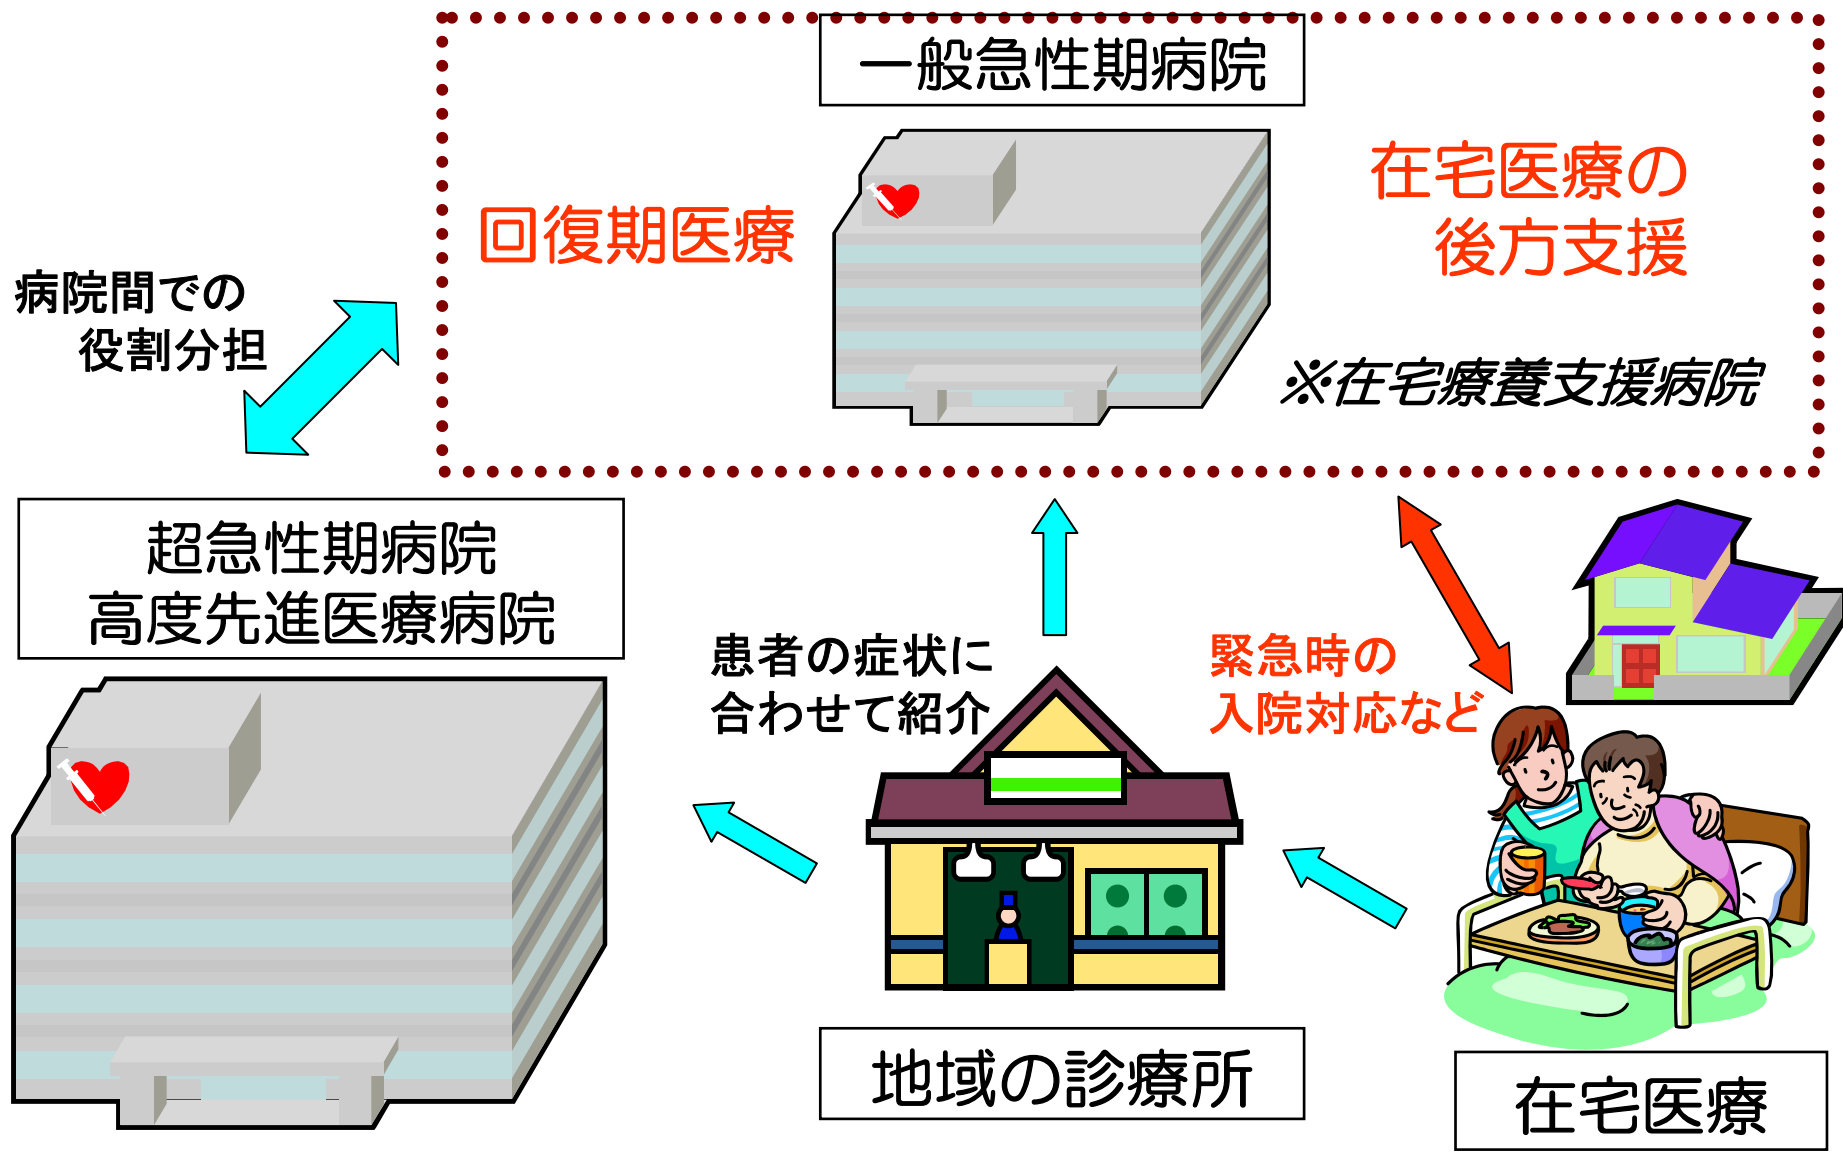 一般急性期病院
回復期医療
在宅医療の
後方支援
※在宅療養支援病院
病院間での
役割分担
超急性期病院
高度先進医療病院
患者の症状に
合わせて紹介
緊急時の
入院対応など
地域の診療所
在宅医療